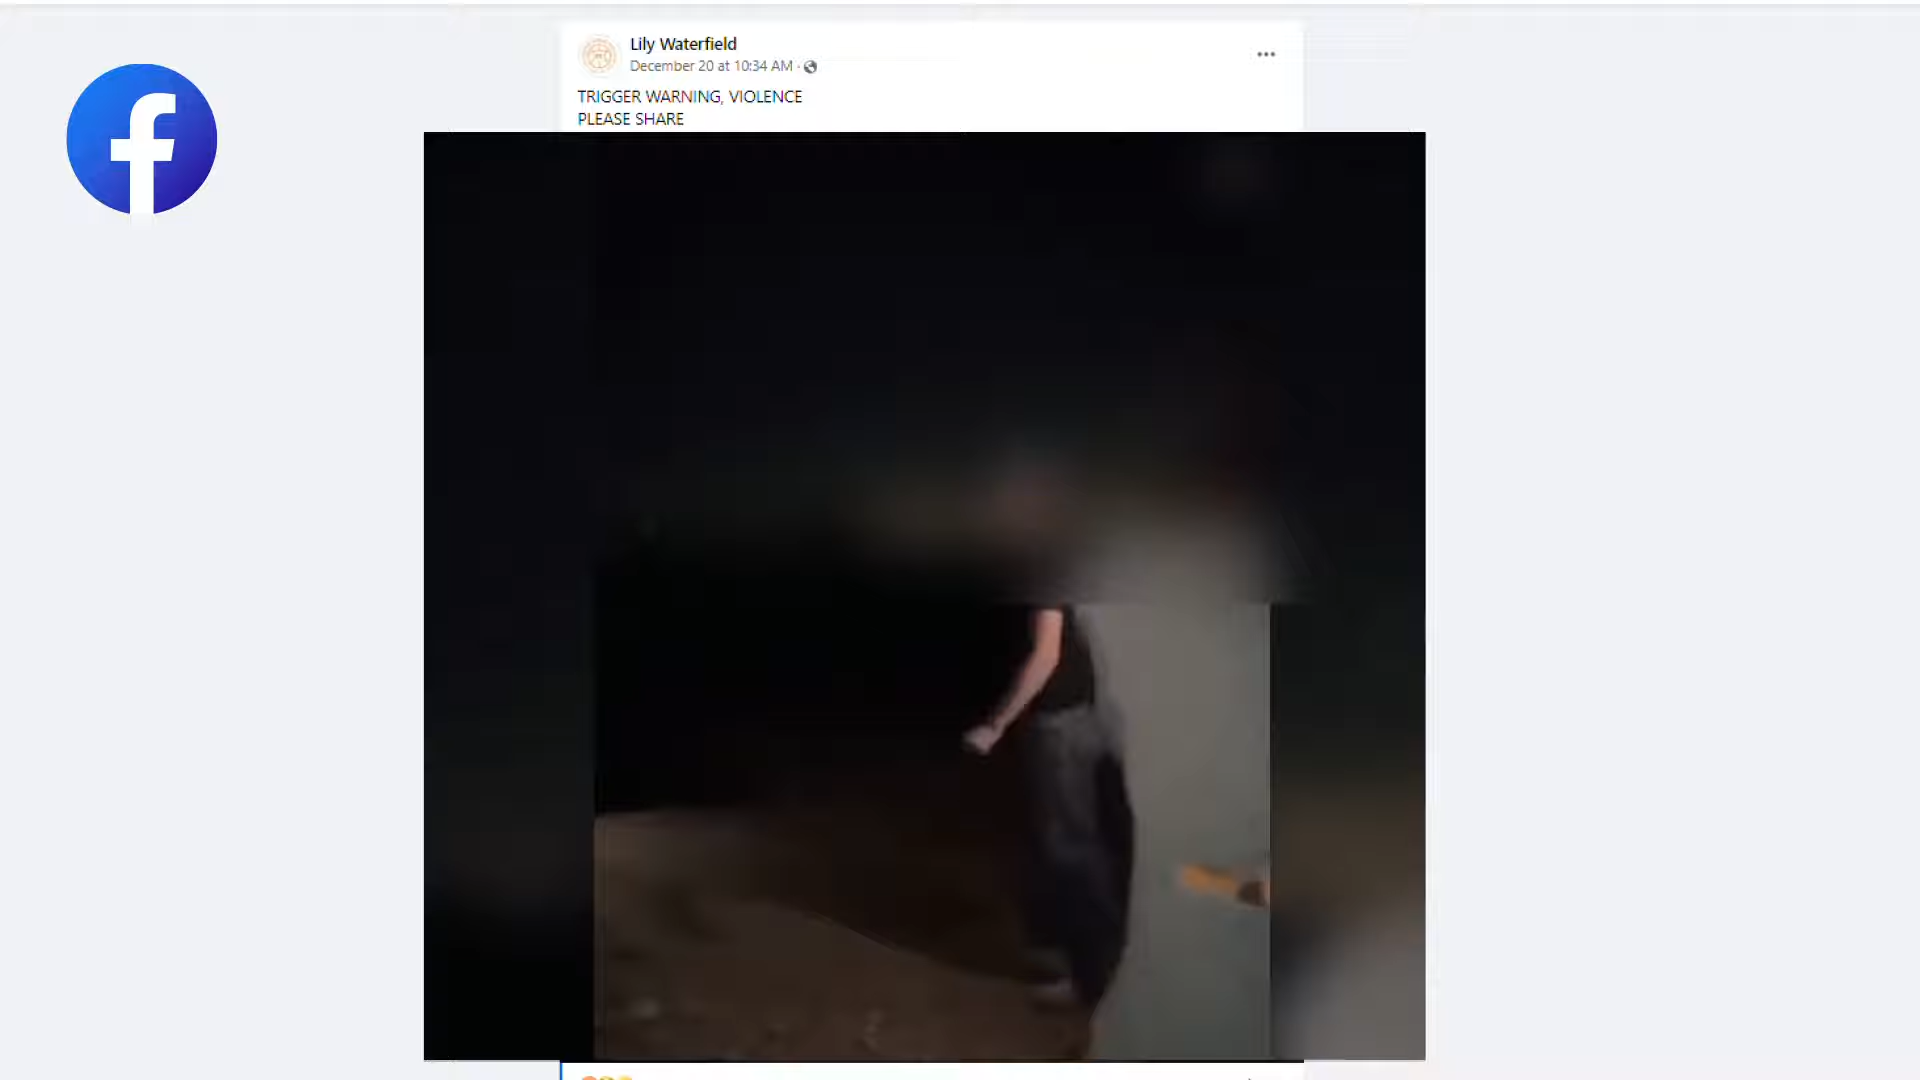 Lily Waterfield
December 20 at 10:34 AM ·
TRIGGER WARNING, VIOLENCE
PLEASE SHARE